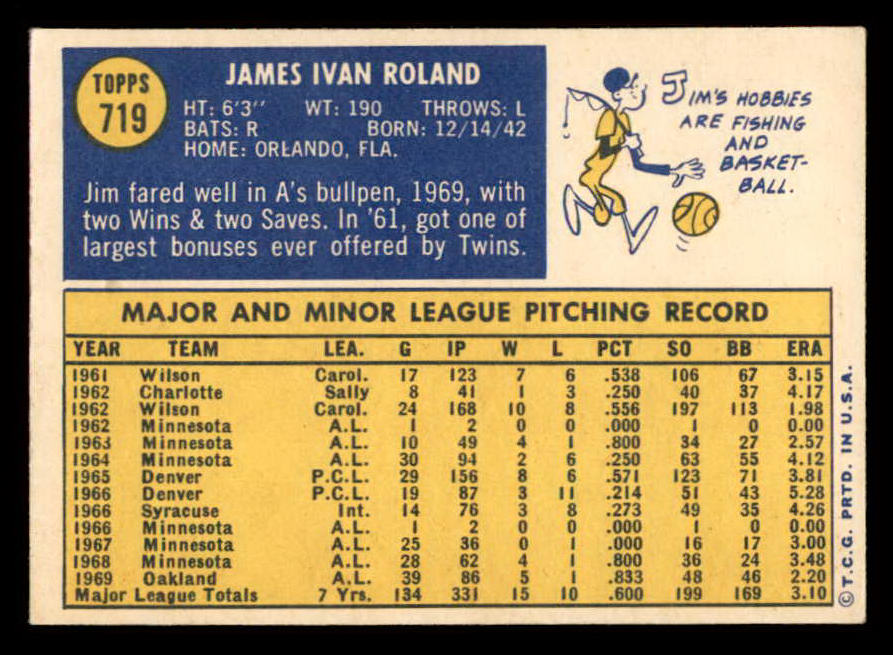 TOPPS
719
JAMES IVAN ROLAND
HT: 6'3" WT: 190 THROWS: L
BATS: R BORN: 12/14/42
HOME: ORLANDO, FLA.
Jim fared well in A's bullpen, 1969, with
two Wins & two Saves. In '61, got one of
largest bonuses ever offered by Twins.
JIM'S HOBBIES
ARE FISHING
AND
BASKET-
BALL.
MAJOR AND MINOR LEAGUE PITCHING RECORD
YEAR TEAM LEA. G IP W L PCT SO BB ERA
1961 Wilson Carol. 17 123 7 6 .538 106 67 3.15
1962 Charlotte Sally 8 41 1 3 .250 40 37 4.17
1962 Wilson Carol. 24 168 10 8 .556 197 113 1.98
1962 Minnesota A.L. 1 2 0 0 .000 1 0 0.00
1963 Minnesota A.L. 10 49 4 1 .800 34 27 2.57
1964 Minnesota A.L. 30 94 2 6 .250 63 55 4.12
1965 Denver P.C.L. 29 156 8 6 .571 123 71 3.81
1966 Denver P.C.L. 19 87 3 11 .214 51 43 5.28
1966 Syracuse Int. 14 76 3 8 .273 49 35 4.26
1966 Minnesota A.L. 1 2 0 0 .000 1 0 0.00
1967 Minnesota A.L. 25 36 0 1 .000 16 17 3.00
1968 Minnesota A.L. 28 62 4 1 .800 36 24 3.48
1969 Oakland A.L. 39 86 5 1 .833 48 46 2.20
Major League Totals 7 Yrs. 134 331 15 10 .600 199 169 3.10
© T.C.G. PRTD. IN U.S.A.